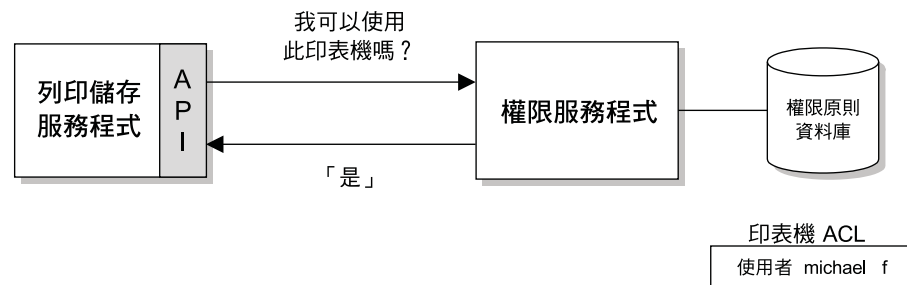 我可以使用
此印表機嗎？
列印儲存
服務程式
A
P
I
權限服務程式
權限原則
資料庫
「是」
印表機 ACL
使用者 michael f